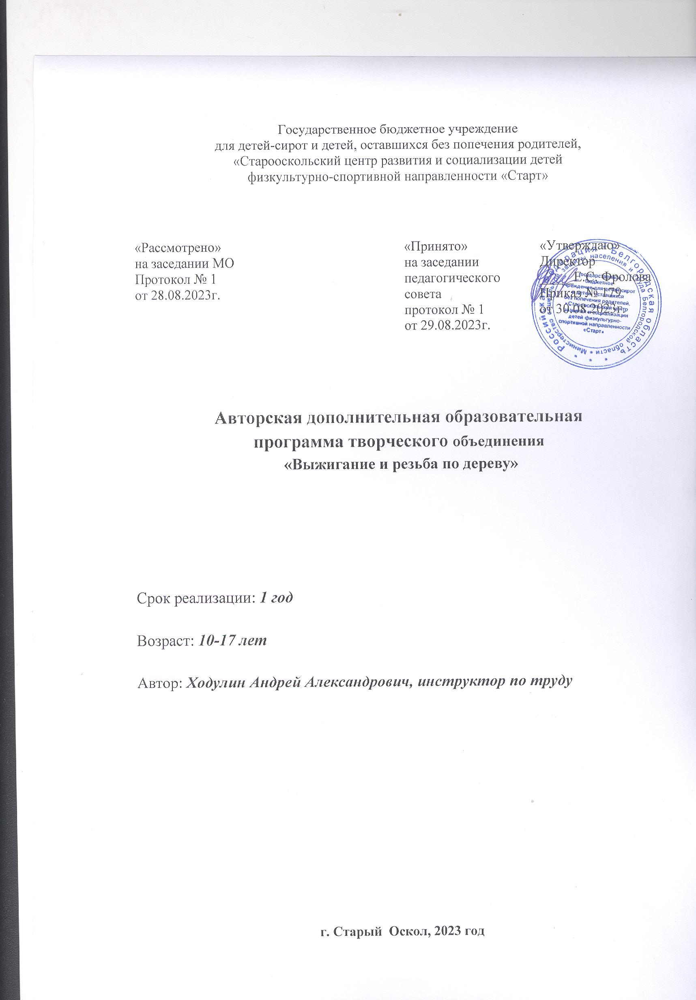 Государственное бюджетное учреждение
для детей-сирот и детей, оставшихся без попечения родителей,
«Старооскольский центр развития и социализации детей
физкультурно-спортивной направленности «Старт»
«Рассмотрено»
на заседании МО
Протокол № 1
от 28.08.2023г.
«Принято»
на заседании
педагогического
совета
протокол № 1
от 29.08.2023г.
«Утверждаю»
Директор
Е.С. Фролова
Приказ № 179
от 30.08.2023г.
Российская Федерация * Белгородская область
Министерство социальной защиты населения и труда Белгородской области *
государственное
бюджетное
учреждение для детей-сирот
и детей, оставшихся
без попечения родителей,
«Старооскольский центр
развития и социализации
детей физкультурно-
спортивной направленности
«Старт»
Авторская дополнительная образовательная
программа творческого объединения
«Выжигание и резьба по дереву»
Срок реализации: 1 год
Возраст: 10-17 лет
Автор: Ходулин Андрей Александрович, инструктор по труду
г. Старый Оскол, 2023 год